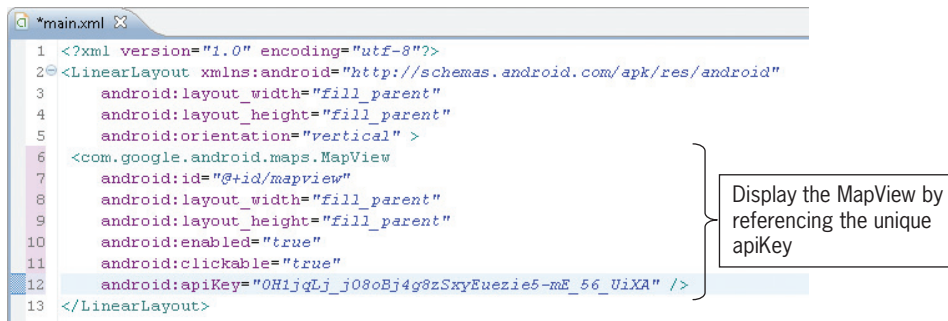 *main.xml
1 <?xml version="1.0" encoding="utf-8"?>
2 <LinearLayout xmlns:android="http://schemas.android.com/apk/res/android"
3 android:layout_width="fill_parent"
4 android:layout_height="fill_parent"
5 android:orientation="vertical" >
6 <com.google.android.maps.MapView
7 android:id="@+id/mapview"
8 android:layout_width="fill_parent"
9 android:layout_height="fill_parent"
10 android:enabled="true"
11 android:clickable="true"
12 android:apiKey="0H1jqLj_jO8oBj4g8zSxyEuezie5-mE_56_UiXA" />
13 </LinearLayout>
Display the MapView by
referencing the unique
apiKey